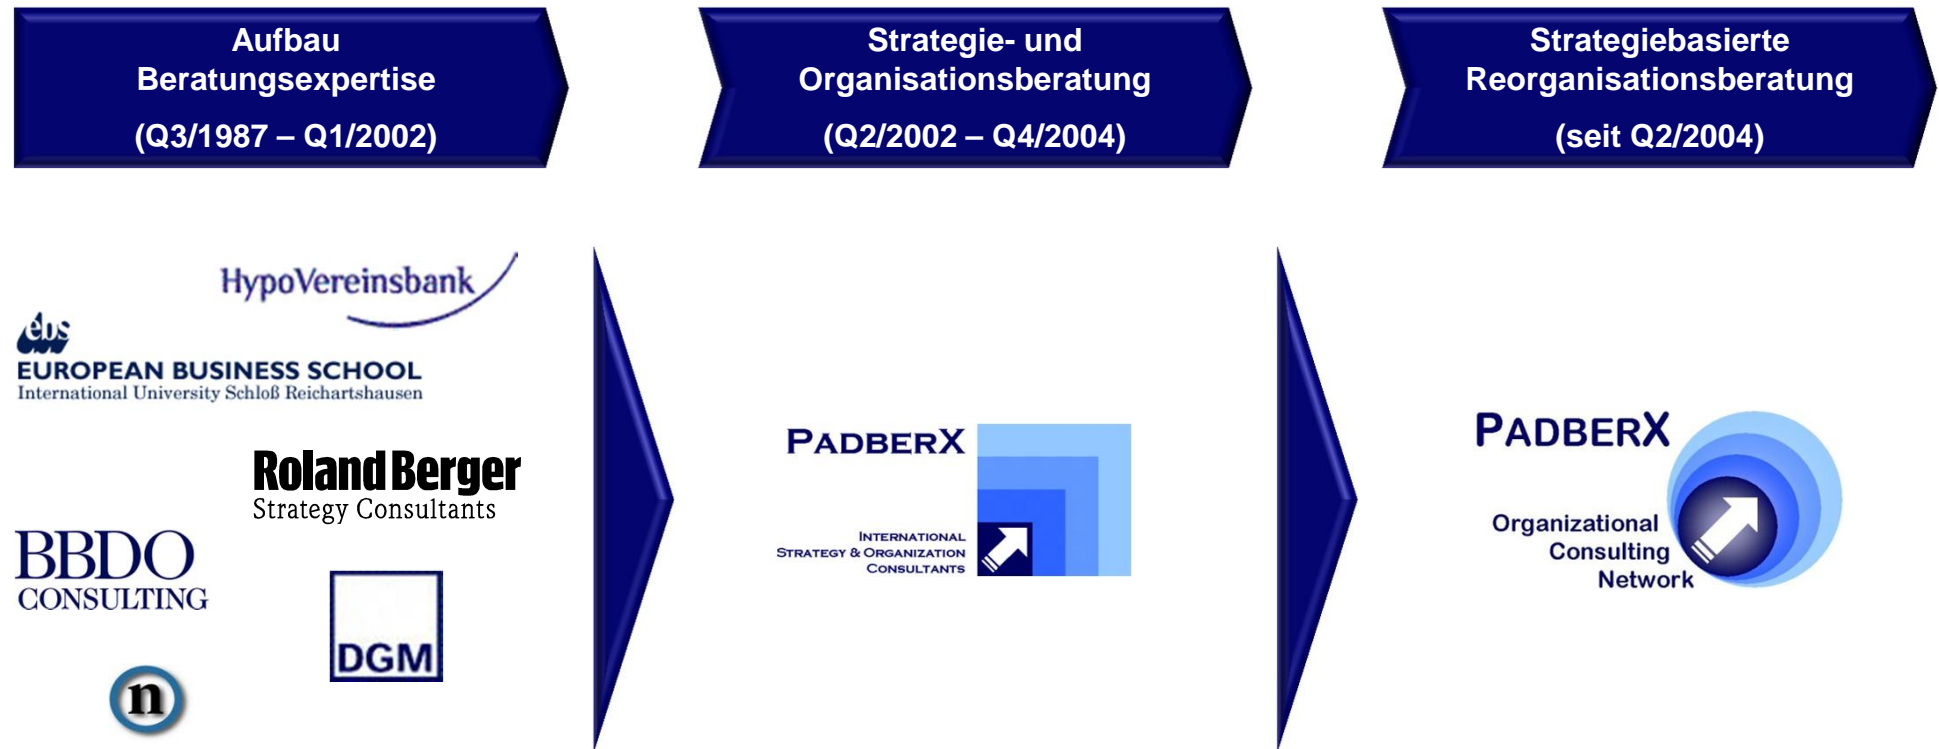 Aufbau
Beratungsexpertise
(Q3/1987 – Q1/2002)
Strategie- und
Organisationsberatung
(Q2/2002 – Q4/2004)
Strategiebasierte
Reorganisationsberatung
(seit Q2/2004)
HypoVereinsbank
ebs
EUROPEAN BUSINESS SCHOOL
International University Schloß Reichartshausen
Roland Berger
Strategy Consultants
BBDO
CONSULTING
DGM
n
PADBERX
INTERNATIONAL
STRATEGY & ORGANIZATION
CONSULTANTS
PADBERX
Organizational
Consulting
Network